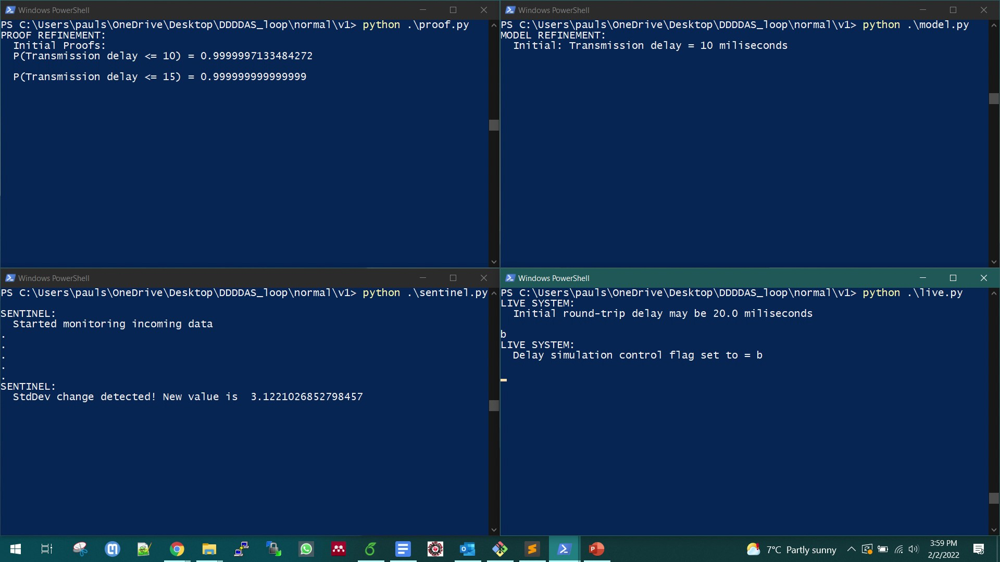 Windows PowerShell
PS C:\Users\pauls\OneDrive\Desktop\DDDDAS_loop\normal\v1> python .\proof.py
PROOF REFINEMENT:
Initial Proofs:
P(Transmission delay <= 10) = 0.9999997133484272
P(Transmission delay <= 15) = 0.999999999999999
Windows PowerShell
PS C:\Users\pauls\OneDrive\Desktop\DDDDAS_loop\normal\v1> python .\model.py
MODEL REFINEMENT:
Initial: Transmission delay = 10 miliseconds
Windows PowerShell
PS C:\Users\pauls\OneDrive\Desktop\DDDDAS_loop\normal\v1> python .\sentinel.py
SENTINEL:
Started monitoring incoming data
.
.
.
.
.
SENTINEL:
StdDev change detected! New value is  3.1221026852798457
Windows PowerShell
PS C:\Users\pauls\OneDrive\Desktop\DDDDAS_loop\normal\v1> python .\live.py
LIVE SYSTEM:
Initial round-trip delay may be 20.0 miliseconds
b
LIVE SYSTEM:
Delay simulation control flag set to = b
7°C Partly sunny
3:59 PM
2/2/2022